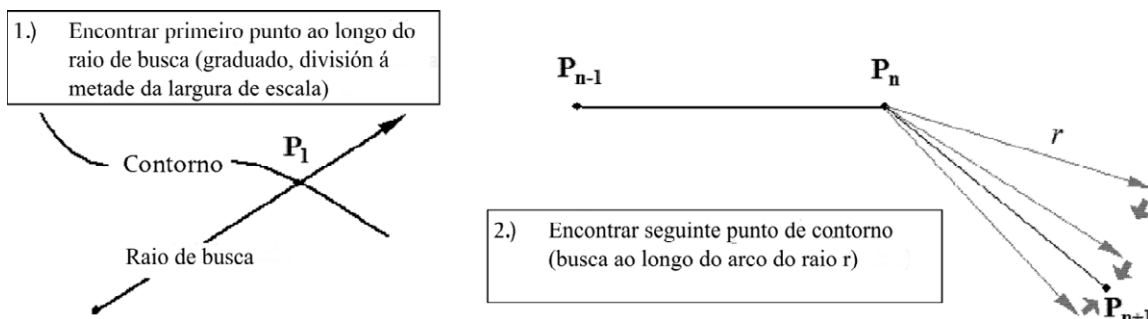 1.) Encontrar primeiro punto ao longo do
raio de busca (graduado, división á
metade da largura de escala)
P1
Contorno
Raio de busca
Pn-1
Pn
r
2.) Encontrar seguinte punto de contorno
(busca ao longo do arco do raio r)
Pn+1